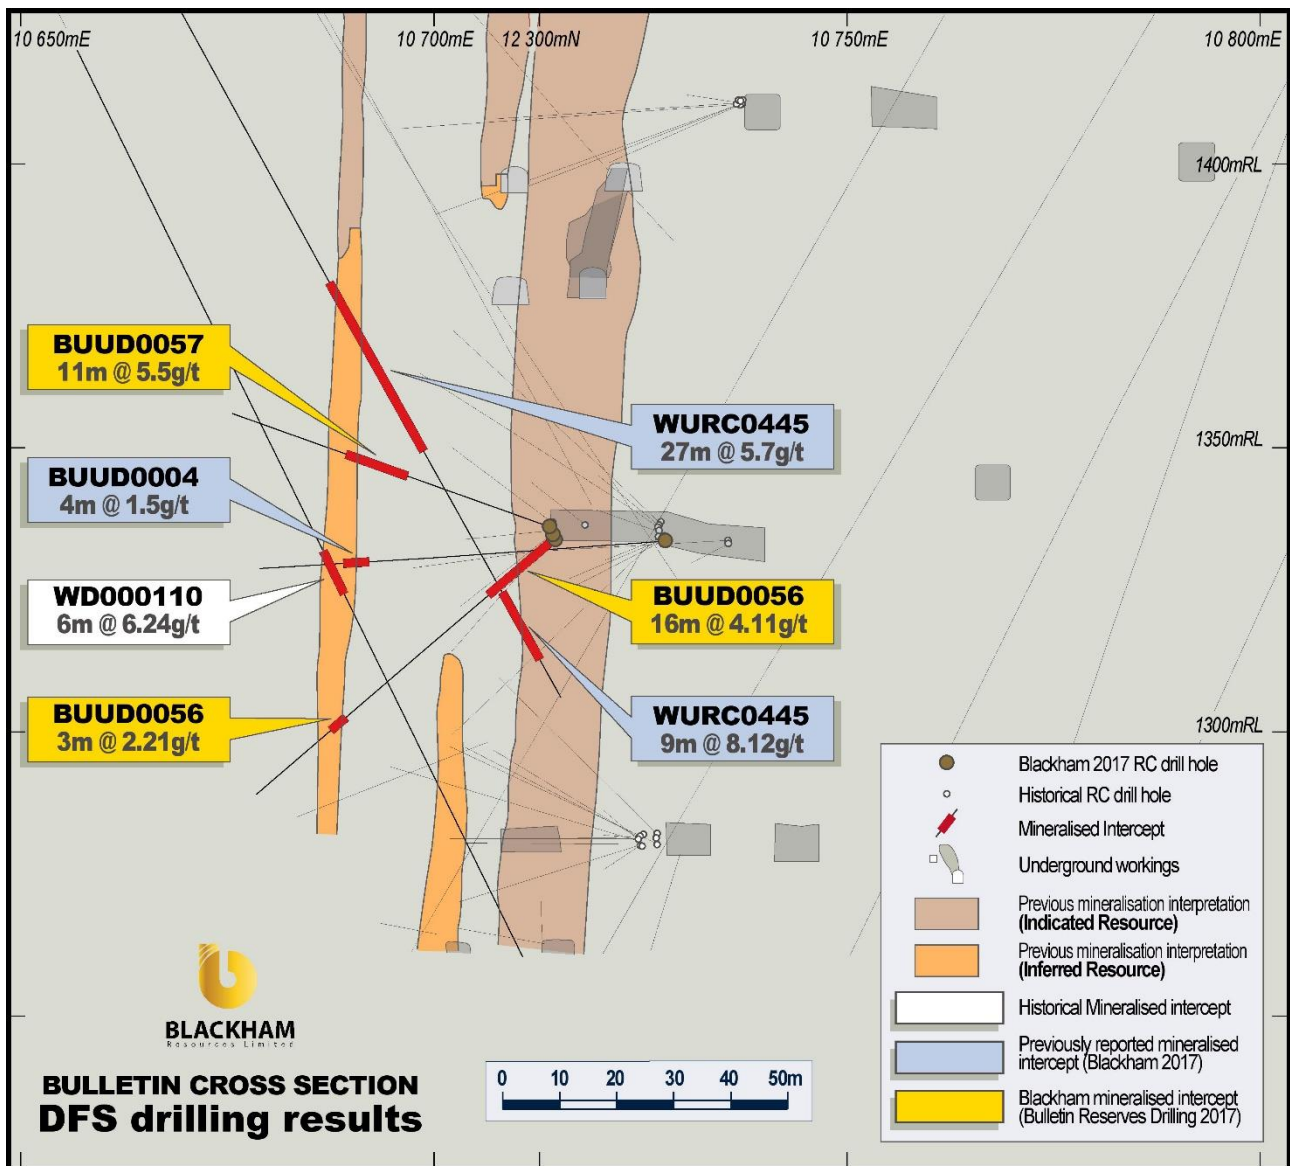 10 650mE
10 700mE
12 300mN
10 750mE
10 800mE
1400mRL
BUUD0057
11m @ 5.5g/t
WURC0445
27m @ 5.7g/t
1350mRL
BUUD0004
4m @ 1.5g/t
WD000110
6m @ 6.24g/t
BUUD0056
16m @ 4.11g/t
BUUD0056
3m @ 2.21g/t
WURC0445
9m @ 8.12g/t
1300mRL
Blackham 2017 RC drill hole
Historical RC drill hole
Mineralised Intercept
Underground workings
Previous mineralisation interpretation
(Indicated Resource)
Previous mineralisation interpretation
(Inferred Resource)
Historical Mineralised intercept
Previously reported mineralised
intercept (Blackham 2017)
Blackham mineralised intercept
(Bulletin Reserves Drilling 2017)
BLACKHAM
Resources Limited
BULLETIN CROSS SECTION
DFS drilling results
0 10 20 30 40 50m